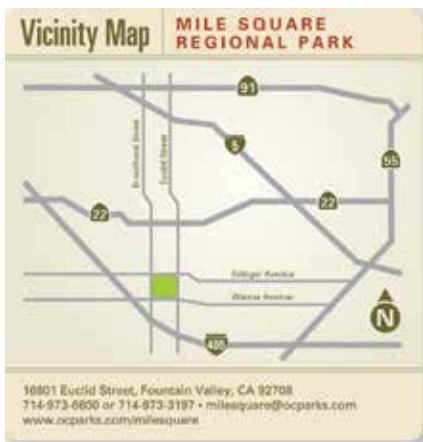 Vicinity Map
MILE SQUARE
REGIONAL PARK
91
5
55
Brookhurst Street
Euclid Street
22
22
Edinger Avenue
Warner Avenue
N
405
16801 Euclid Street, Fountain Valley, CA 92708
714-973-6600 or 714-973-3197 • milesquare@ocparks.com
www.ocparks.com/milesquare